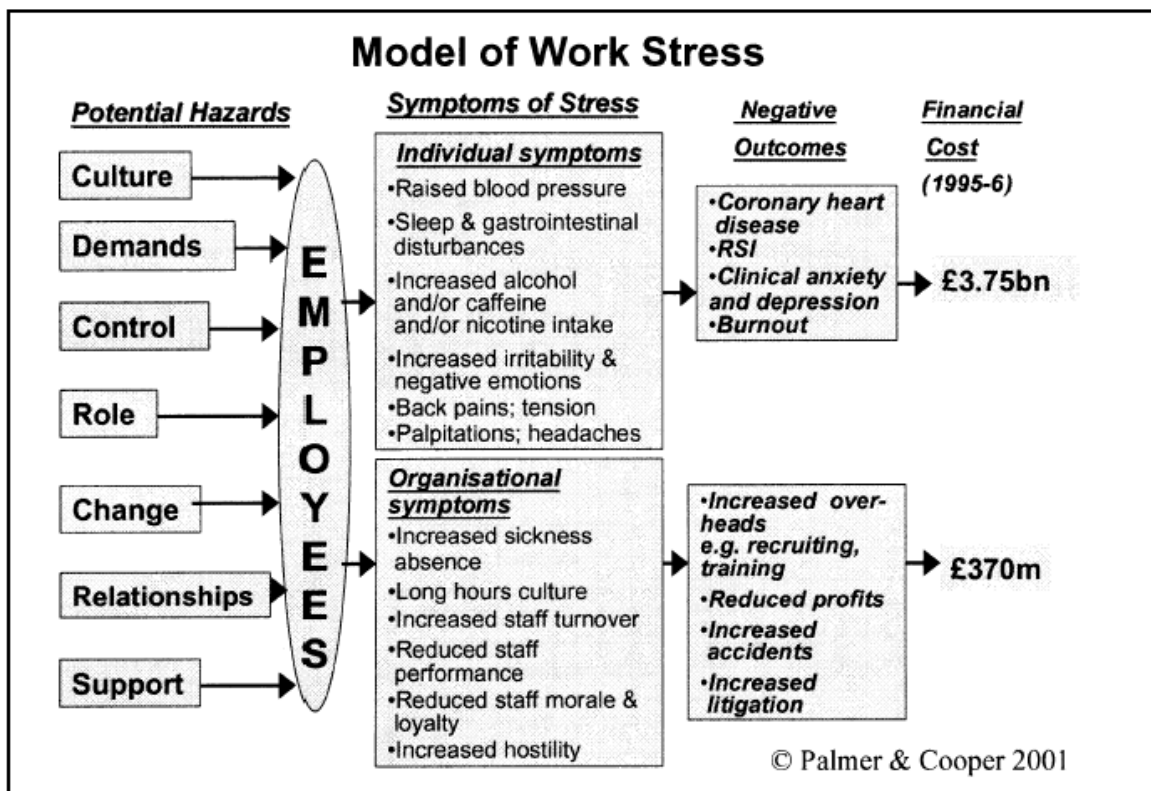 Model of Work Stress
Potential Hazards
Culture
Demands
Control
Role
Change
Relationships
Support
EMPLOYEES
Symptoms of Stress
Individual symptoms
•Raised blood pressure
•Sleep & gastrointestinal
disturbances
•Increased alcohol
and/or caffeine
and/or nicotine intake
•Increased irritability &
negative emotions
•Back pains; tension
•Palpitations; headaches
Organisational
symptoms
•Increased sickness
absence
•Long hours culture
•Increased staff turnover
•Reduced staff
performance
•Reduced staff morale &
loyalty
•Increased hostility
Negative
Outcomes
•Coronary heart
disease
•RSI
•Clinical anxiety
and depression
•Burnout
•Increased over-
heads
e.g. recruiting,
training
•Reduced profits
•Increased
accidents
•Increased
litigation
Financial
Cost
(1995-6)
£3.75bn
£370m
© Palmer & Cooper 2001